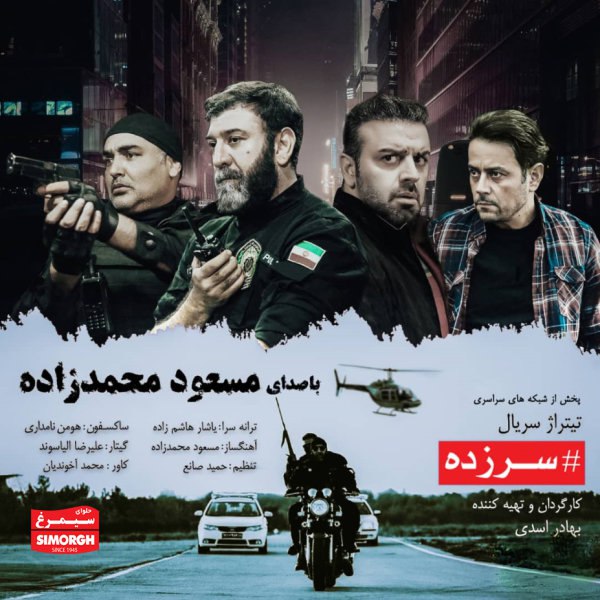 باصدای مسعود محمدزاده
ترانه سرا: یاشار هاشم زاده
آهنگساز: مسعود محمدزاده
تنظیم: حمید صانع
ساکسفون: هومن نامداری
گیتار: علیرضا الیاسوند
کاور: محمد آخوندیان
پخش از شبکه های سراسری
تیتراژ سریال
#سرزده
کارگردان و تهیه کننده
بهادر اسدی
حلوای
سیمرغ
SIMORGH
SINCE 1945